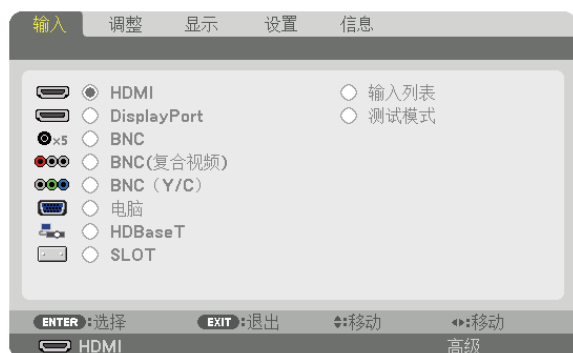 输入 调整 显示 设置 信息
HDMI 输入列表
DisplayPort 测试模式
×5 BNC
BNC(复合视频)
BNC（Y/C）
电脑
HDBaseT
SLOT
ENTER:选择 EXIT:退出 :移动 :移动
HDMI 高级